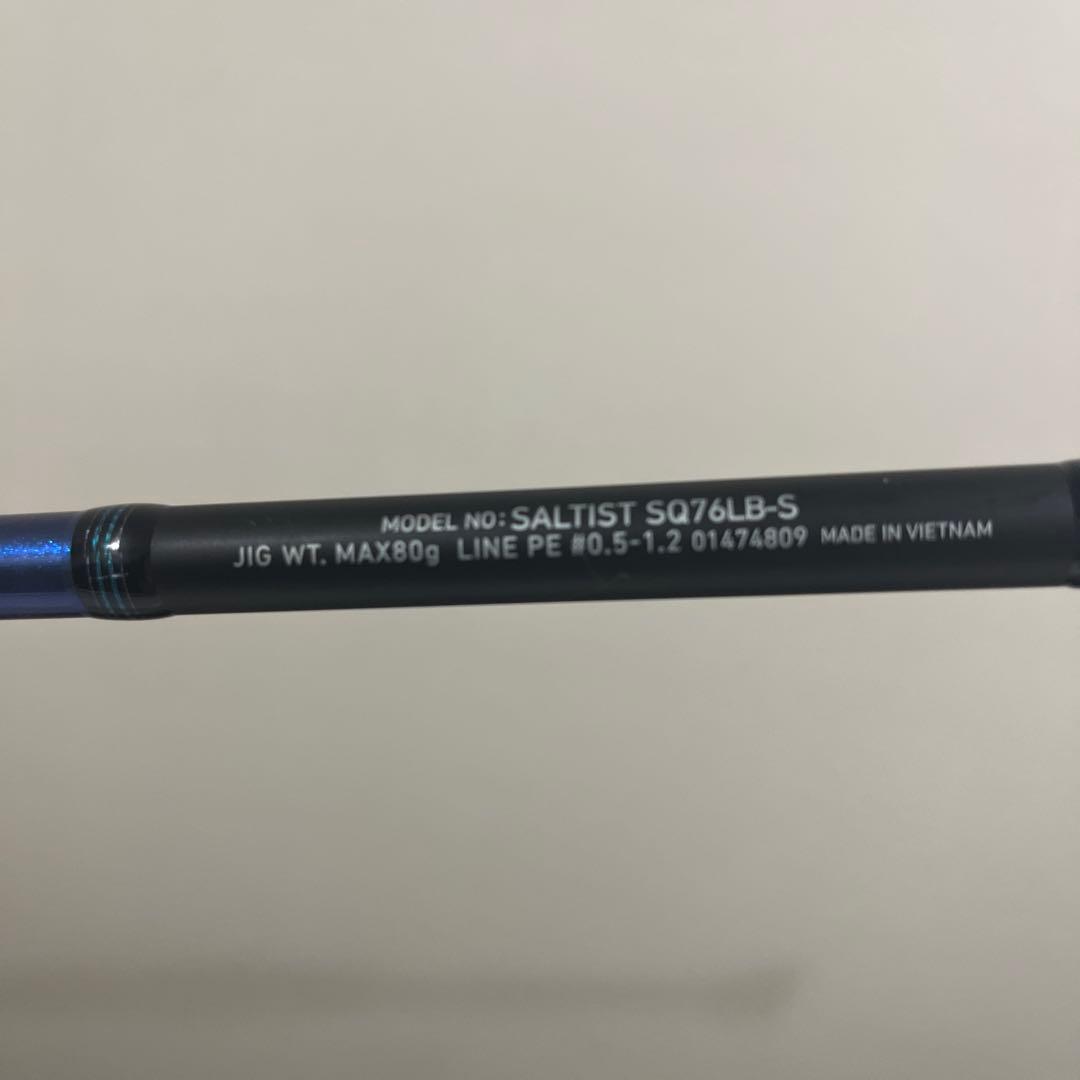 MODEL NO: SALTIST SQ76LB-S
JIG WT. MAX80g LINE PE #0.5-1.2 01474809 MADE IN VIETNAM